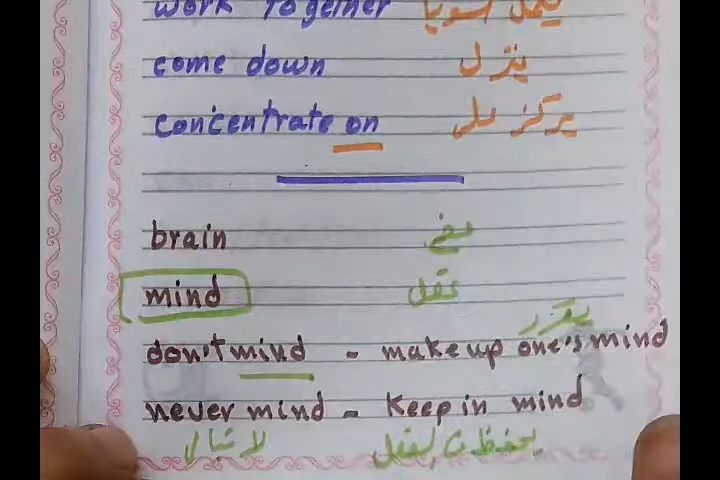 work together يعمل سويا
come down ينزل
concentrate on يركز على
brain مخ
mind عقل
يقرر
don't mind - make up one's mind
never mind - Keep in mind
لا تبالى يحتفظ بالعقل